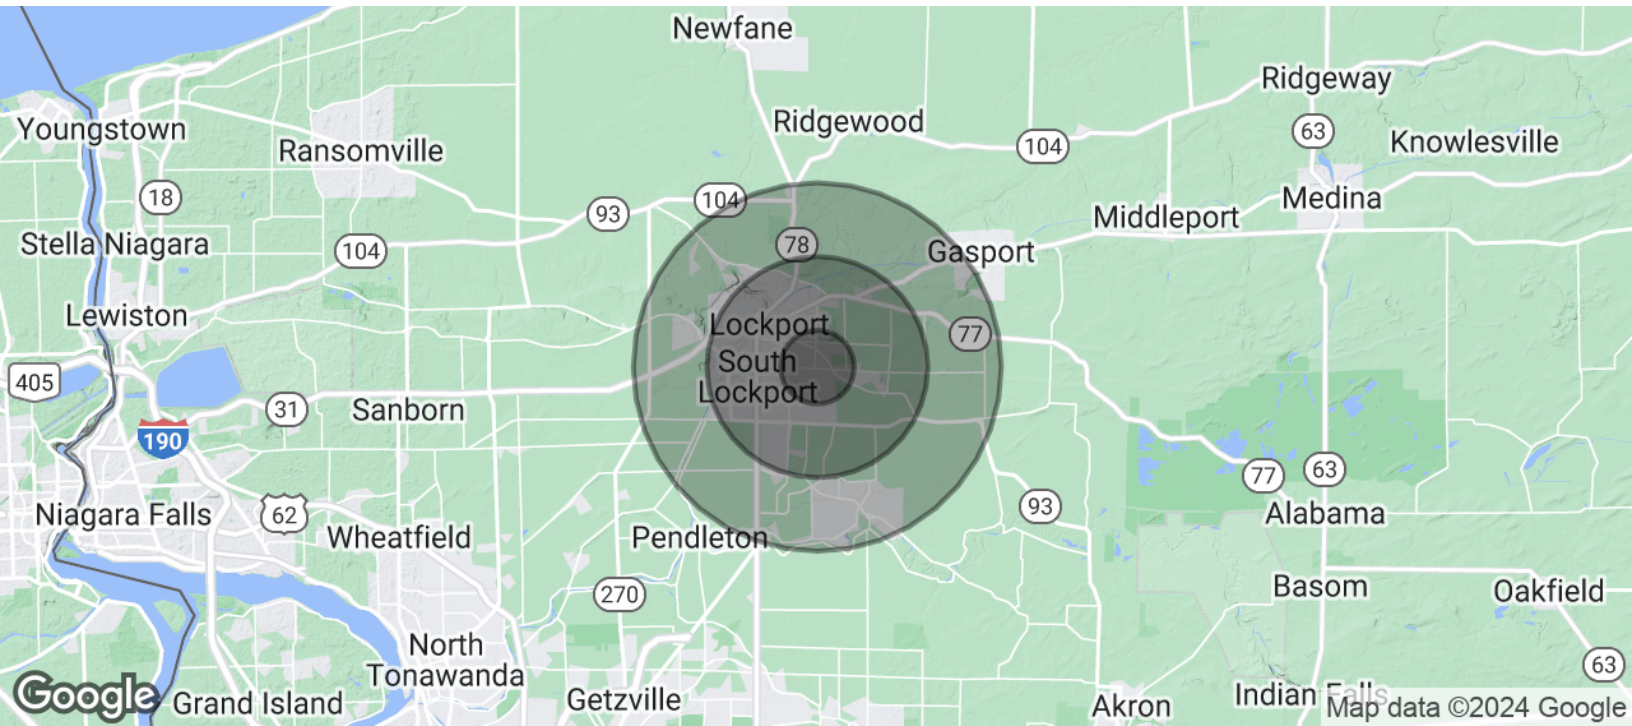 Newfane
Ridgeway
Ridgewood
63
Youngstown
104
Knowlesville
Ransomville
18
104
Medina
93
Middleport
Stella Niagara
104
78
Gasport
Lewiston
Lockport
77
South
Lockport
405
31
Sanborn
190
77
63
Niagara Falls
62
93
Alabama
Wheatfield
Pendleton
270
Basom
Oakfield
North
Tonawanda
63
Google
Grand Island
Getzville
Akron
Indian Falls
Map data ©2024 Google